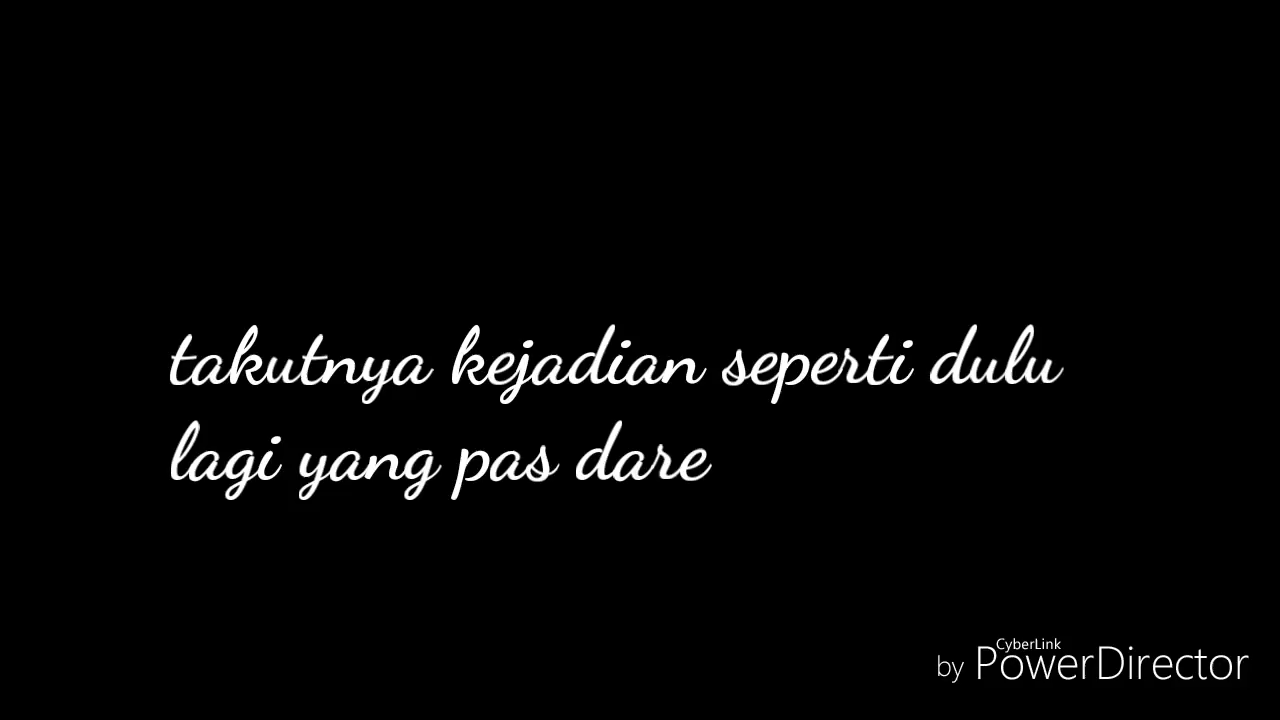 takutnya kejadian seperti dulu
lagi yang pas dare
CyberLink
by PowerDirector